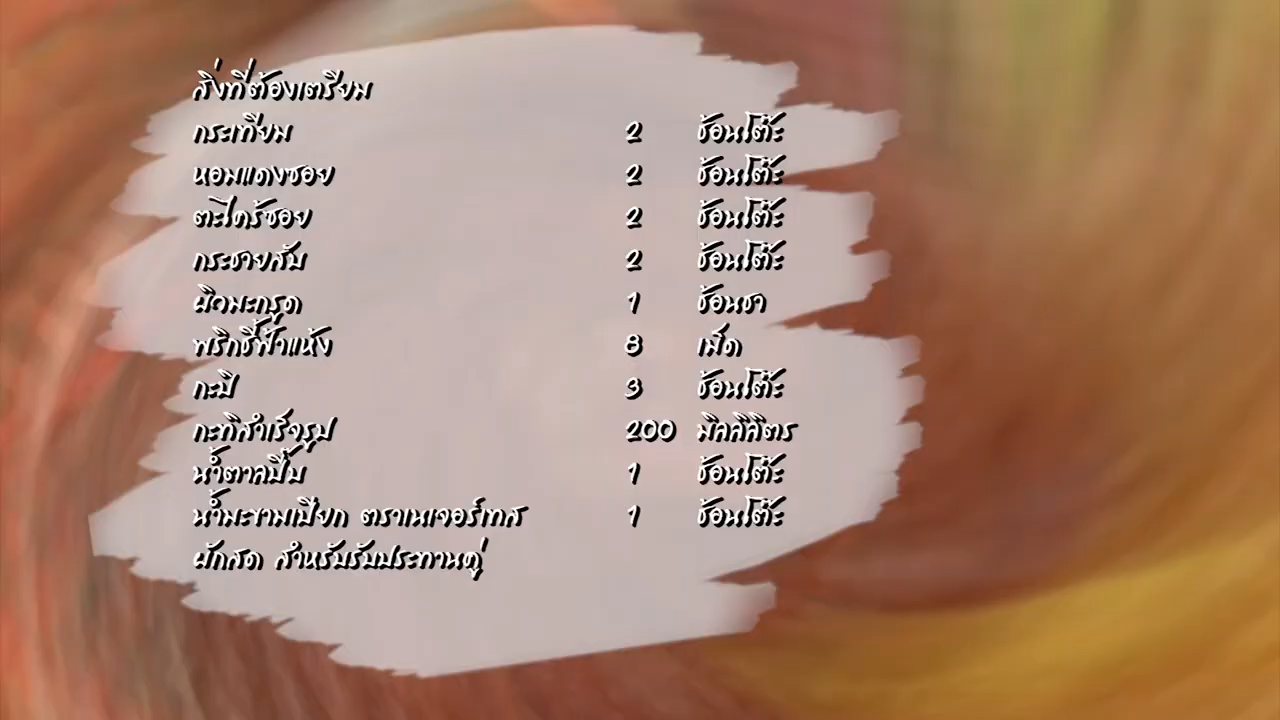 สิ่งที่ต้องเตรียม
กระเทียม 2 ช้อนโต๊ะ
หอมแดงซอย 2 ช้อนโต๊ะ
ตะไคร้ซอย 2 ช้อนโต๊ะ
กระชายสับ 2 ช้อนโต๊ะ
ผิวมะกรูด 1 ช้อนชา
พริกชี้ฟ้าแห้ง 8 เม็ด
กะปิ 3 ช้อนโต๊ะ
กะทิสำเร็จรูป 200 มิลลิลิตร
น้ำตาลปี๊บ 1 ช้อนโต๊ะ
น้ำมะขามเปียก ตราเนเจอร์เทส 1 ช้อนโต๊ะ
ผักสด สำหรับรับประทานคู่